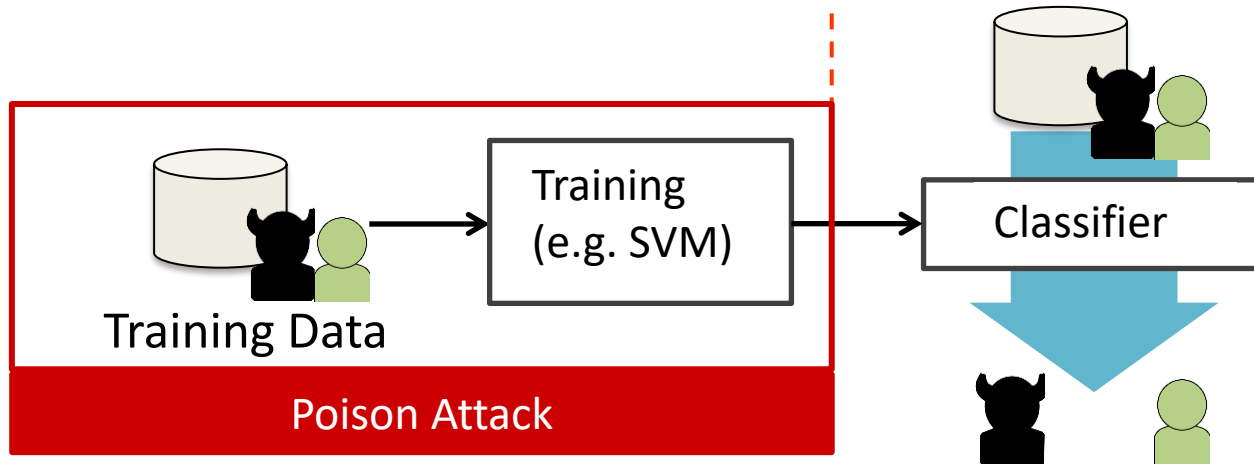 Training
(e.g. SVM)
Classifier
Training Data
Poison Attack